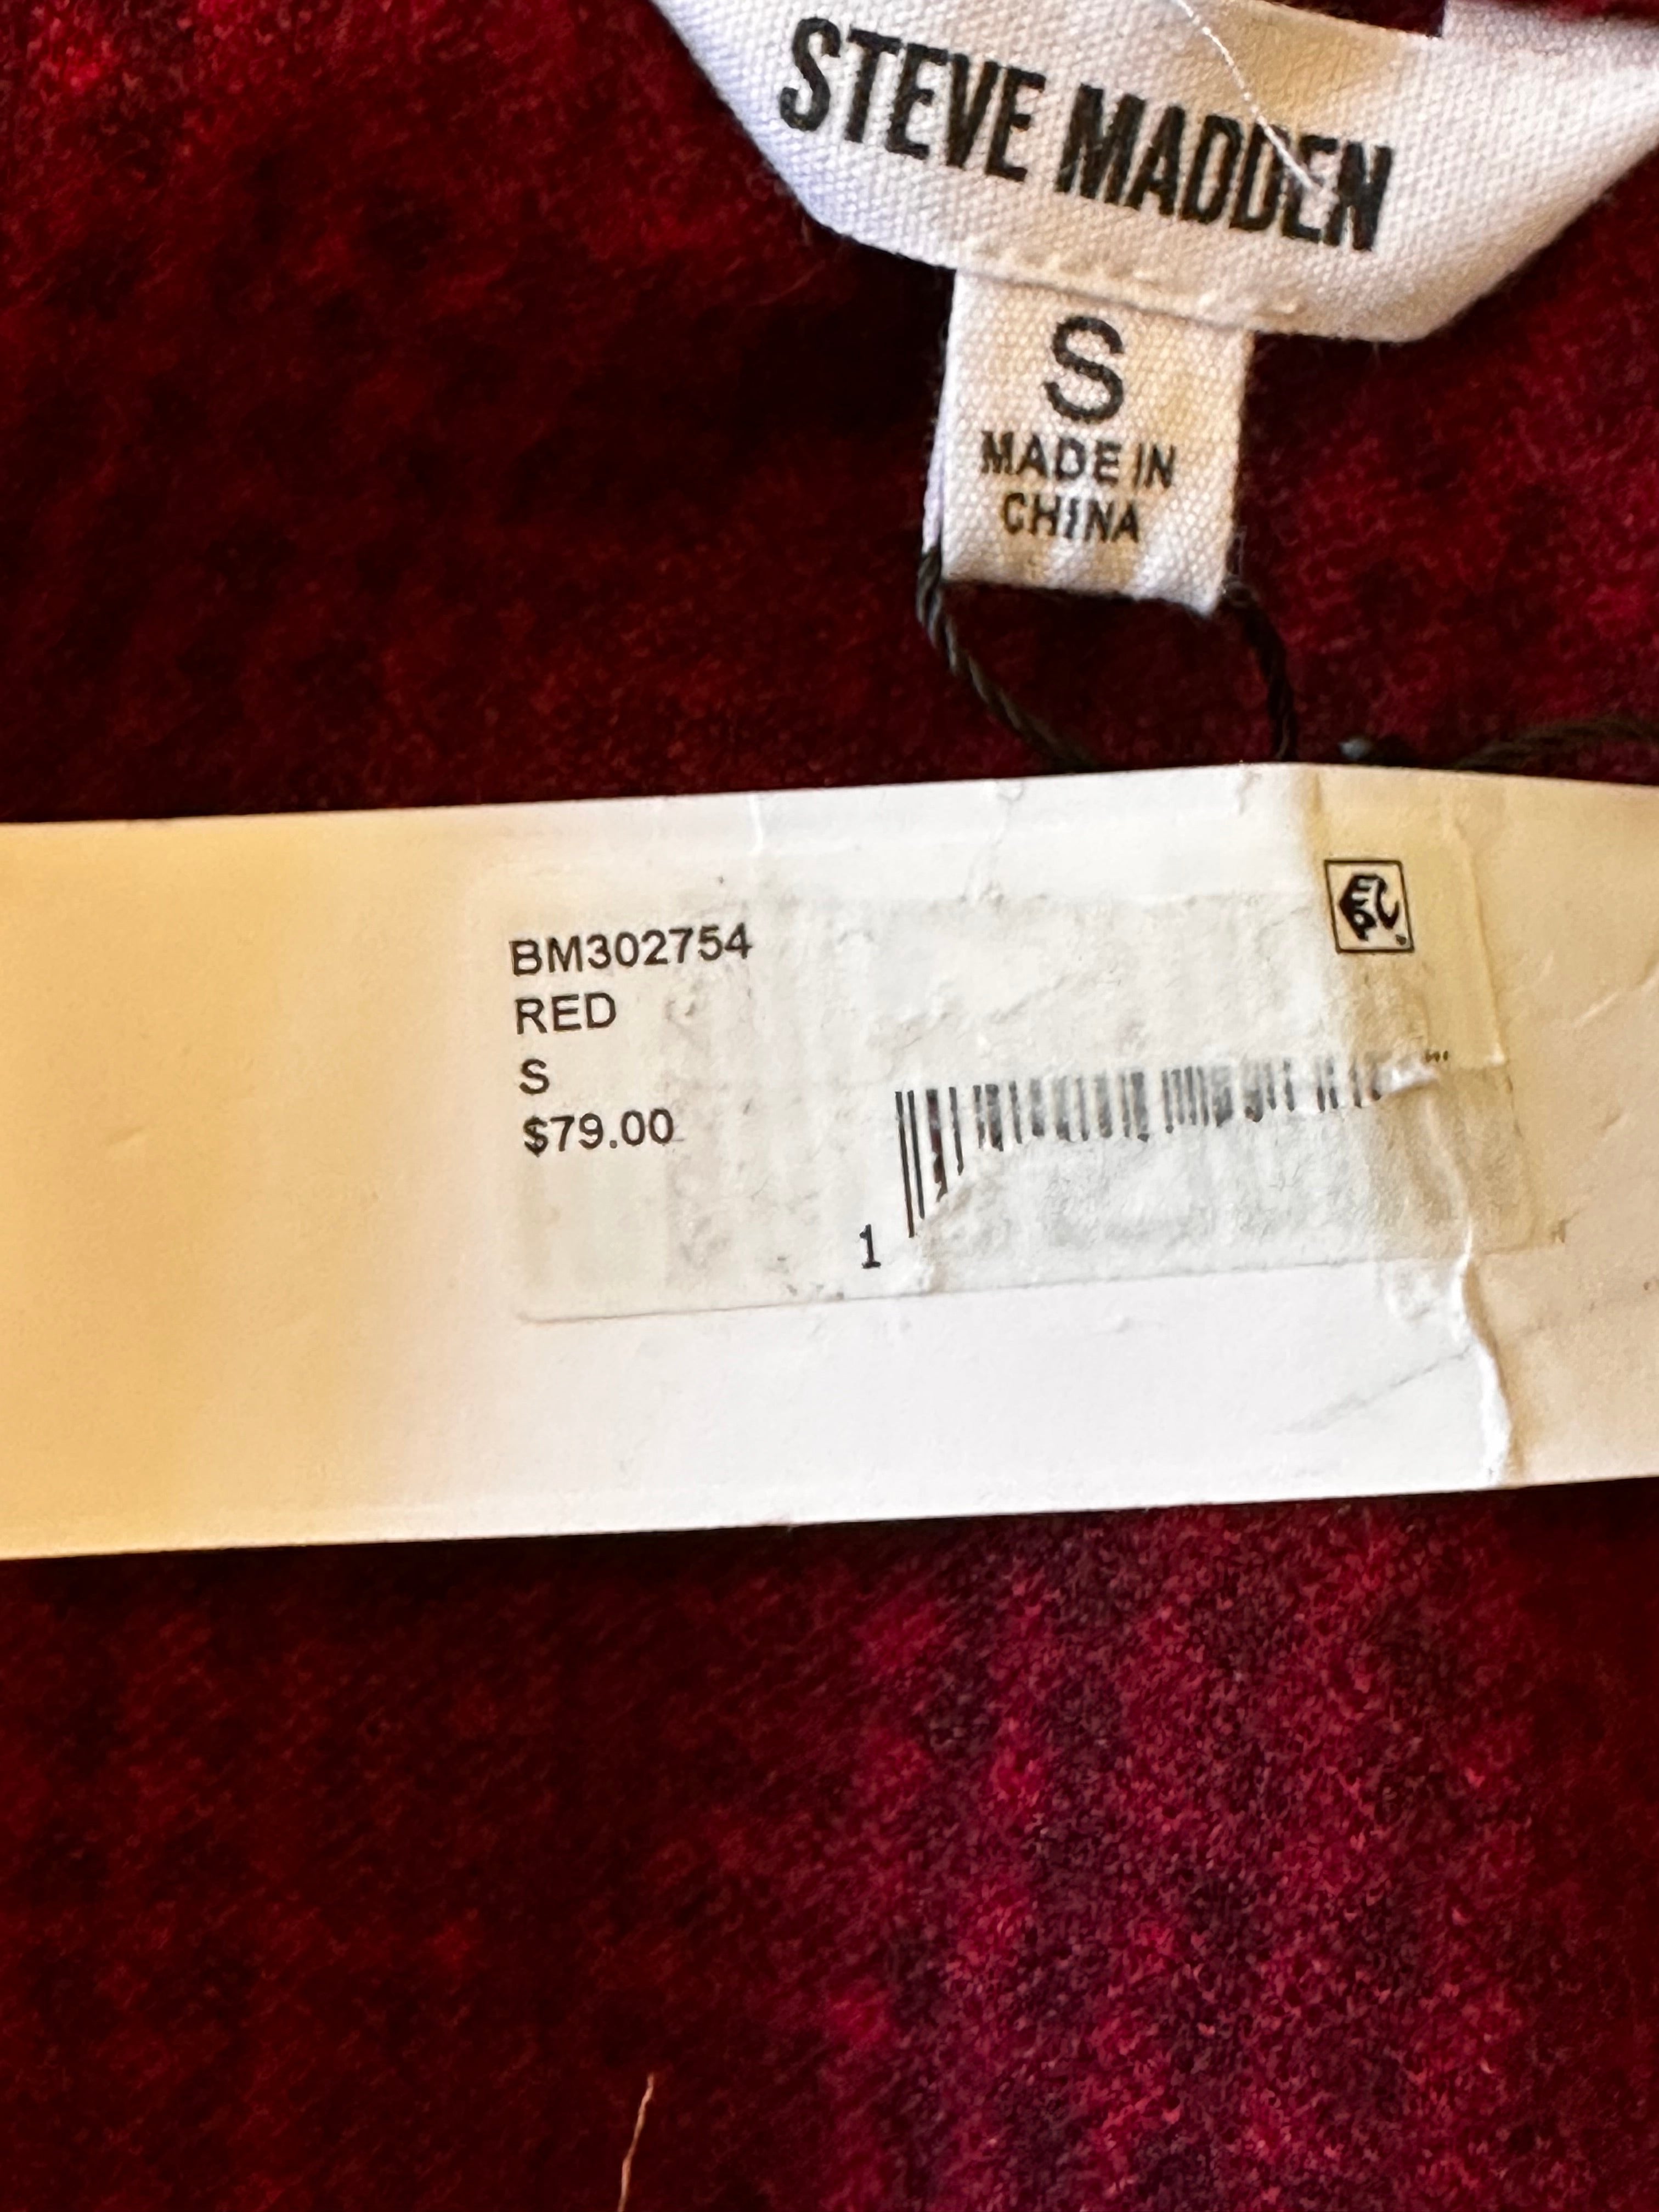 STEVE MADDEN
S
MADE IN
CHINA
BM302754
RED
S
$79.00
1